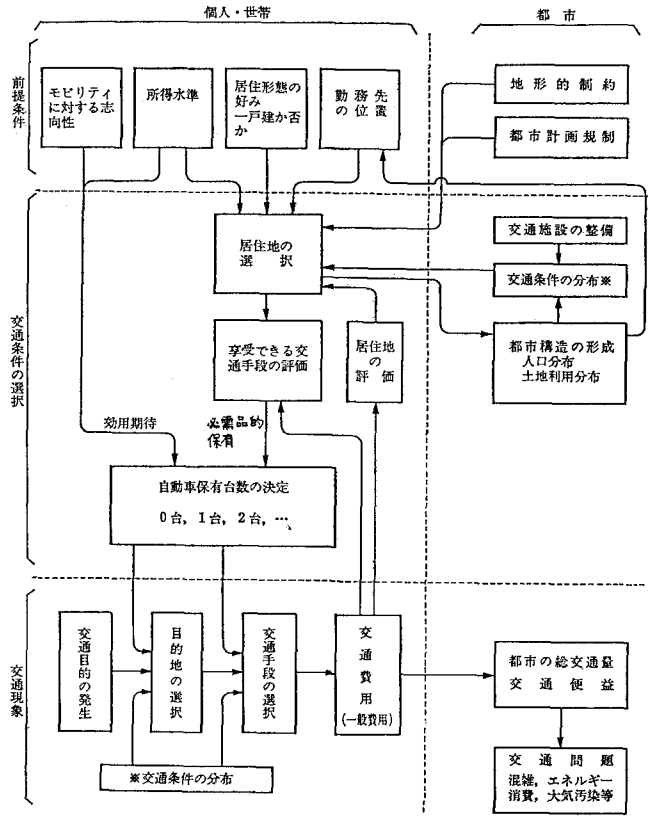 個人・世帯
都市
前提条件
モビリティ
に対する志
向性
所得水準
居住形態の
好み
一戸建か否
か
勤務先
の位置
地形的制約
都市計画規制
交通条件の選択
居住地の
選択
交通施設の整備
交通条件の分布※
享受できる交
通手段の評価
居住地
の
評価
都市構造の形成
人口分布
土地利用分布
効用期待
必需品的
保有
自動車保有台数の決定
0台，1台，2台，…
交通現象
交通目的の発生
目的地の選択
交通手段の選択
交通費用
(一般費用)
都市の総交通量
交通便益
※交通条件の分布
交通問題
混雑，エネルギー
消費，大気汚染等